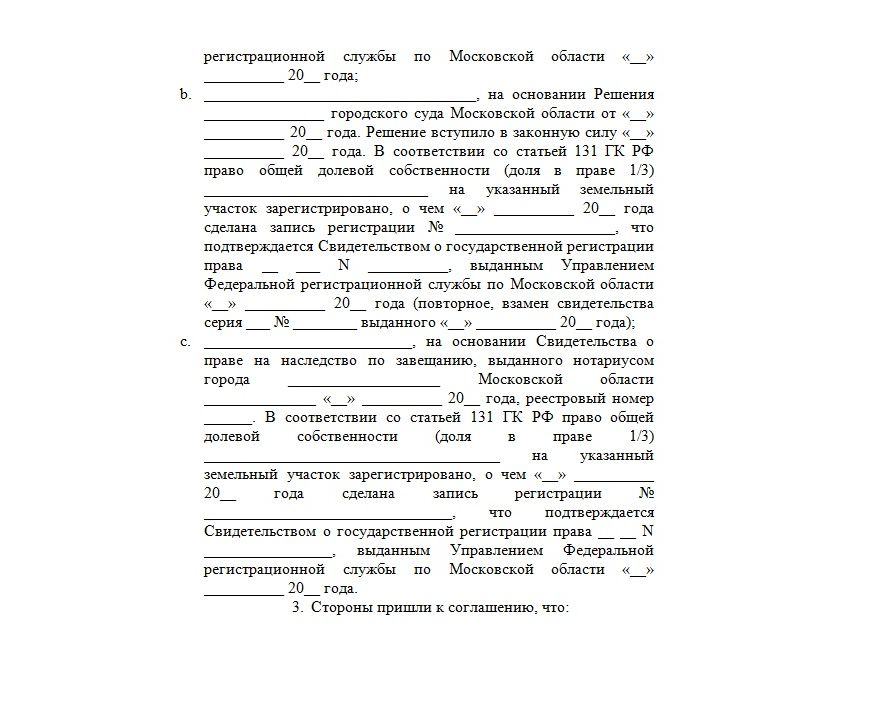 регистрационной службы по Московской области «__»
__________ 20__ года;
b. __________________________________, на основании Решения
_______________ городского суда Московской области от «__»
__________ 20__ года. Решение вступило в законную силу «__»
__________ 20__ года. В соответствии со статьей 131 ГК РФ
право общей долевой собственности (доля в праве 1/3)
____________________________ на указанный земельный
участок зарегистрировано, о чем «__» __________ 20__ года
сделана запись регистрации № ____________________, что
подтверждается Свидетельством о государственной регистрации
права __ ___ N __________, выданным Управлением
Федеральной регистрационной службы по Московской области
«__» __________ 20__ года (повторное, взамен свидетельства
серия ___ № ________ выданного «__» __________ 20__ года);
c. __________________________, на основании Свидетельства о
праве на наследство по завещанию, выданного нотариусом
города ___________________ Московской области
______________ «__» __________ 20__ года, реестровый номер
______. В соответствии со статьей 131 ГК РФ право общей
долевой собственности (доля в праве 1/3)
_____________________________________ на указанный
земельный участок зарегистрировано, о чем «__» __________
20__ года сделана запись регистрации №
_______________________________, что подтверждается
Свидетельством о государственной регистрации права __ __ N
________________, выданным Управлением Федеральной
регистрационной службы по Московской области «__»
__________ 20__ года.
3. Стороны пришли к соглашению, что: